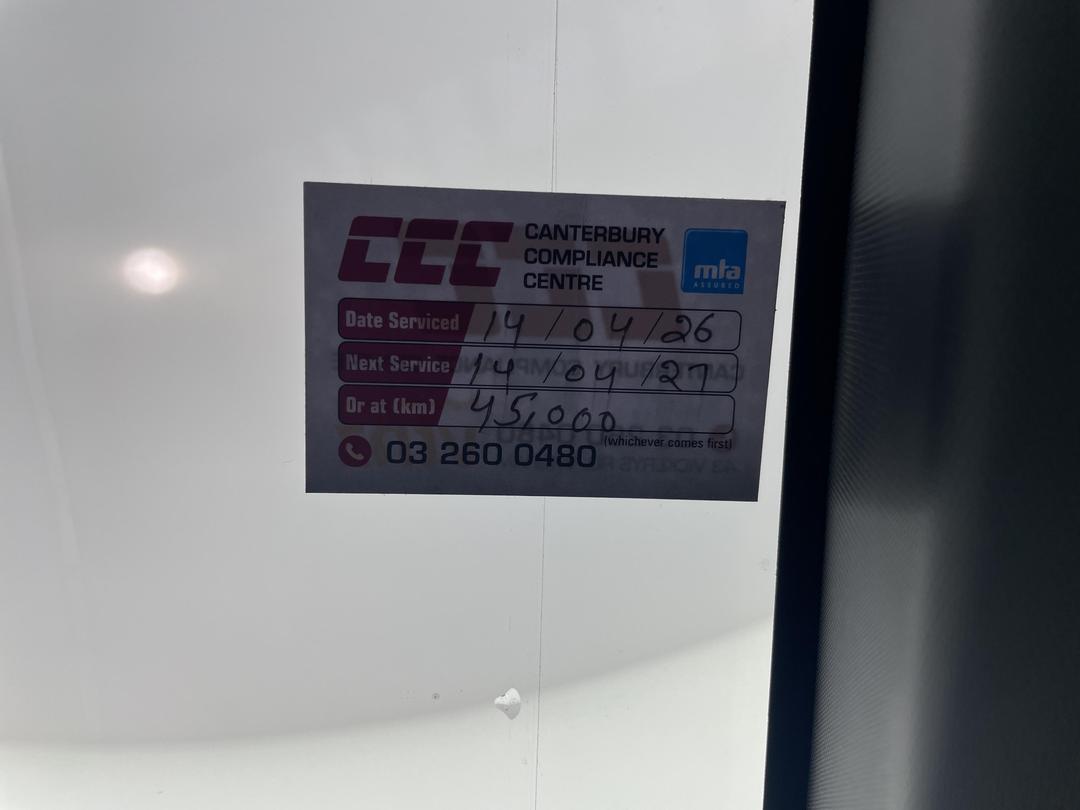 CCC CANTERBURY
COMPLIANCE
CENTRE
mta
ASSURED
Date Serviced 14/04/26
Next Service 14/04/27
Or at (km) 45,000
(whichever comes first)
03 260 0480